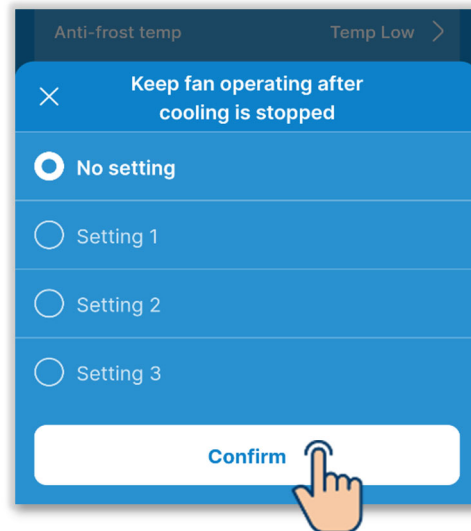 Anti-frost temp Temp Low
Keep fan operating after
cooling is stopped
No setting
Setting 1
Setting 2
Setting 3
Confirm